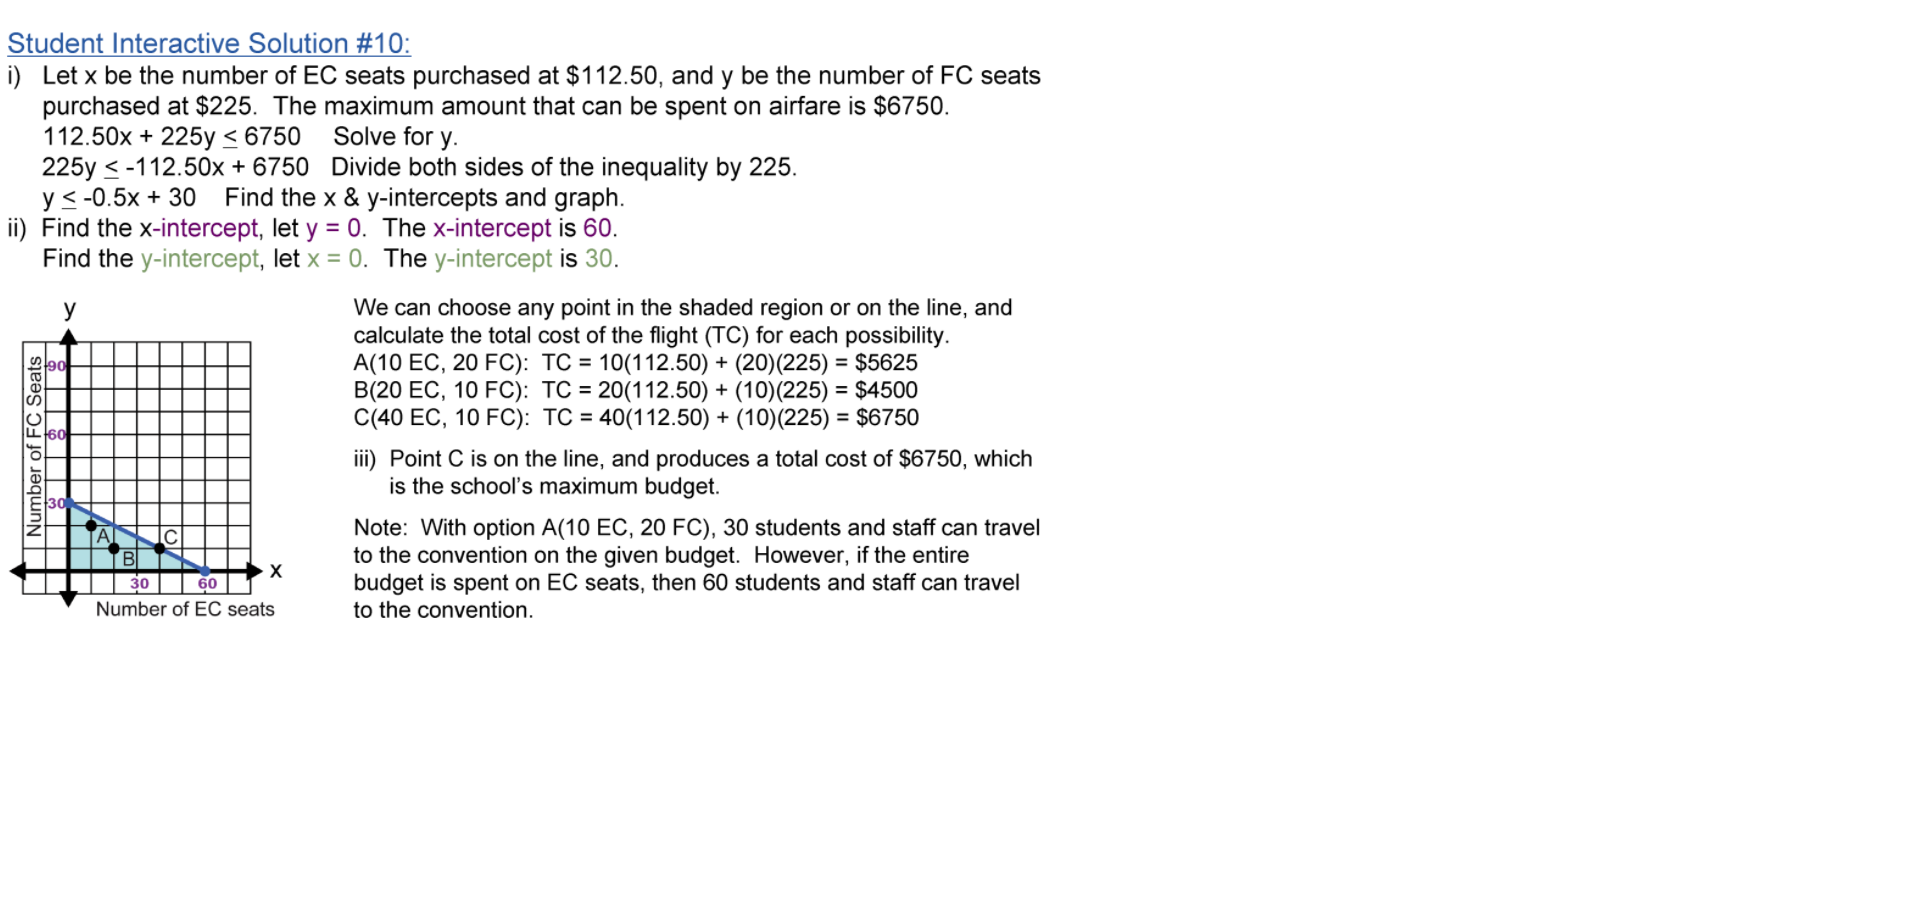 Student Interactive Solution #10:
i) Let x be the number of EC seats purchased at $112.50, and y be the number of FC seats
purchased at $225. The maximum amount that can be spent on airfare is $6750.
112.50x + 225y ≤ 6750 Solve for y.
225y ≤ -112.50x + 6750 Divide both sides of the inequality by 225.
y ≤ -0.5x + 30 Find the x & y-intercepts and graph.
ii) Find the x-intercept, let y = 0. The x-intercept is 60.
Find the y-intercept, let x = 0. The y-intercept is 30.
y
Number of FC Seats
90
60
30
A
B
C
x
30
60
Number of EC seats
We can choose any point in the shaded region or on the line, and
calculate the total cost of the flight (TC) for each possibility.
A(10 EC, 20 FC): TC = 10(112.50) + (20)(225) = $5625
B(20 EC, 10 FC): TC = 20(112.50) + (10)(225) = $4500
C(40 EC, 10 FC): TC = 40(112.50) + (10)(225) = $6750
iii) Point C is on the line, and produces a total cost of $6750, which
is the school's maximum budget.
Note: With option A(10 EC, 20 FC), 30 students and staff can travel
to the convention on the given budget. However, if the entire
budget is spent on EC seats, then 60 students and staff can travel
to the convention.